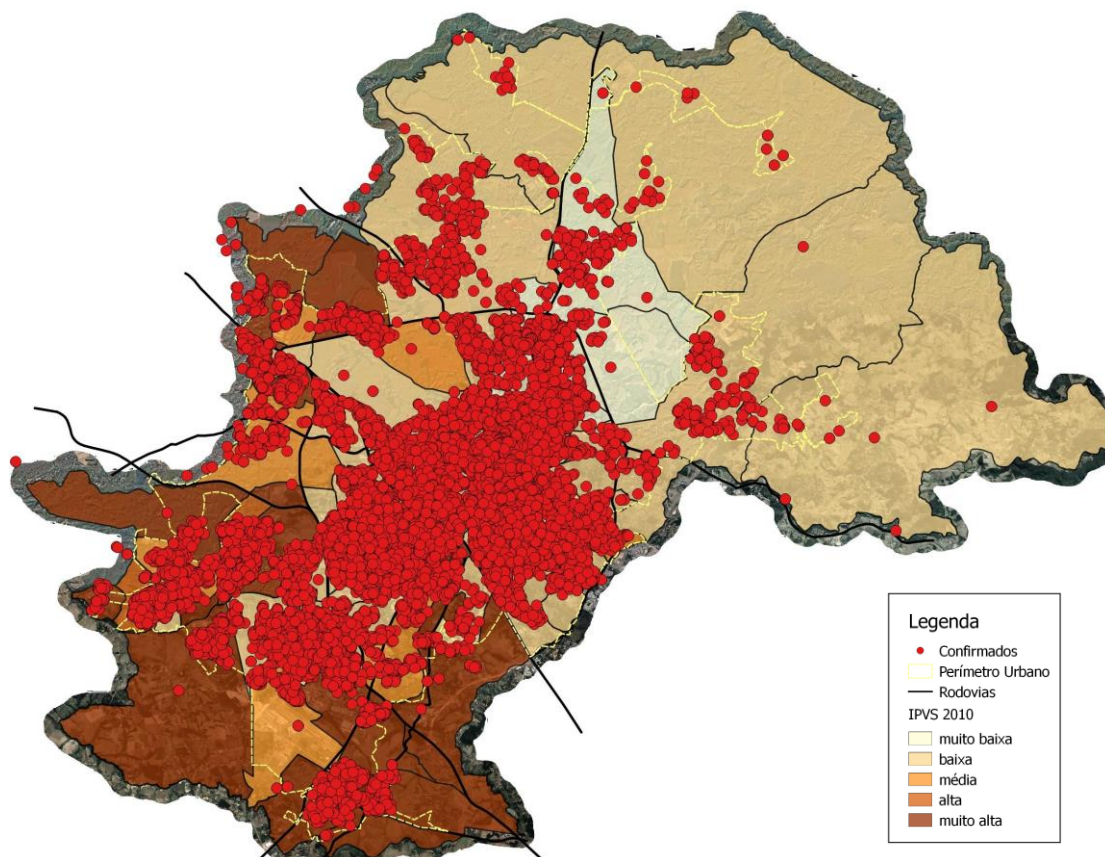 Legenda
Confirmados
Perímetro Urbano
Rodovias
IPVS 2010
muito baixa
baixa
média
alta
muito alta